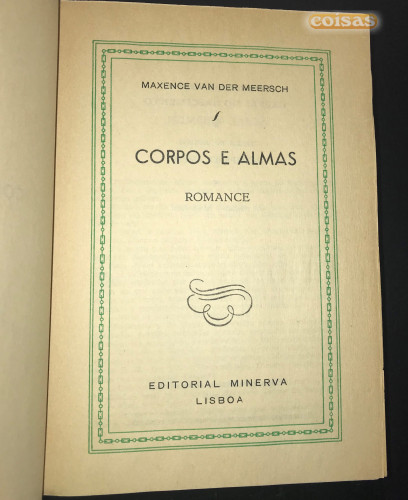 coisas
MAXENCE VAN DER MEERSCH
CORPOS E ALMAS
ROMANCE
EDITORIAL MINERVA
LISBOA